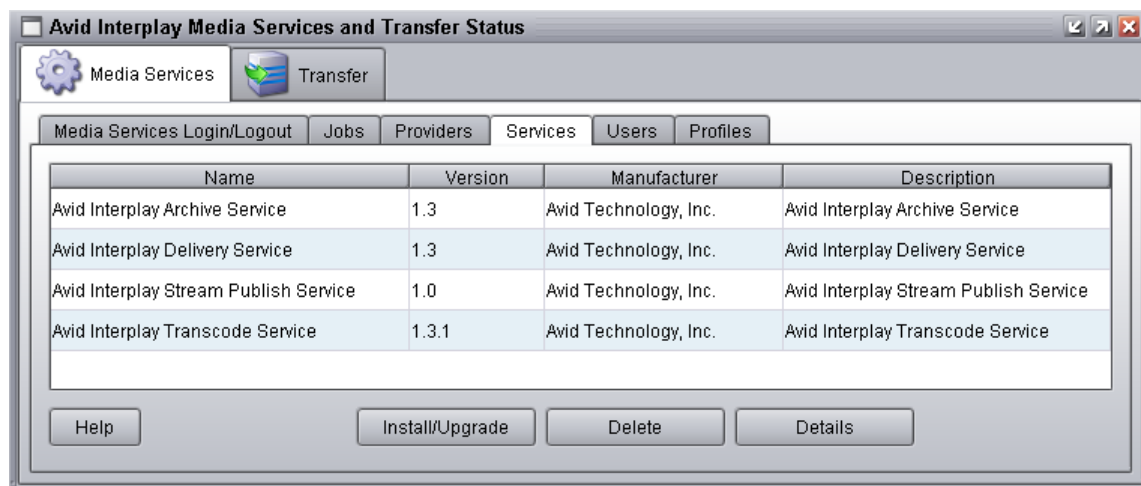 Avid Interplay Media Services and Transfer Status
Media Services Transfer
Media Services Login/Logout Jobs Providers Services Users Profiles
Name Version Manufacturer Description
Avid Interplay Archive Service 1.3 Avid Technology, Inc. Avid Interplay Archive Service
Avid Interplay Delivery Service 1.3 Avid Technology, Inc. Avid Interplay Delivery Service
Avid Interplay Stream Publish Service 1.0 Avid Technology, Inc. Avid Interplay Stream Publish Service
Avid Interplay Transcode Service 1.3.1 Avid Technology, Inc. Avid Interplay Transcode Service
Help Install/Upgrade Delete Details